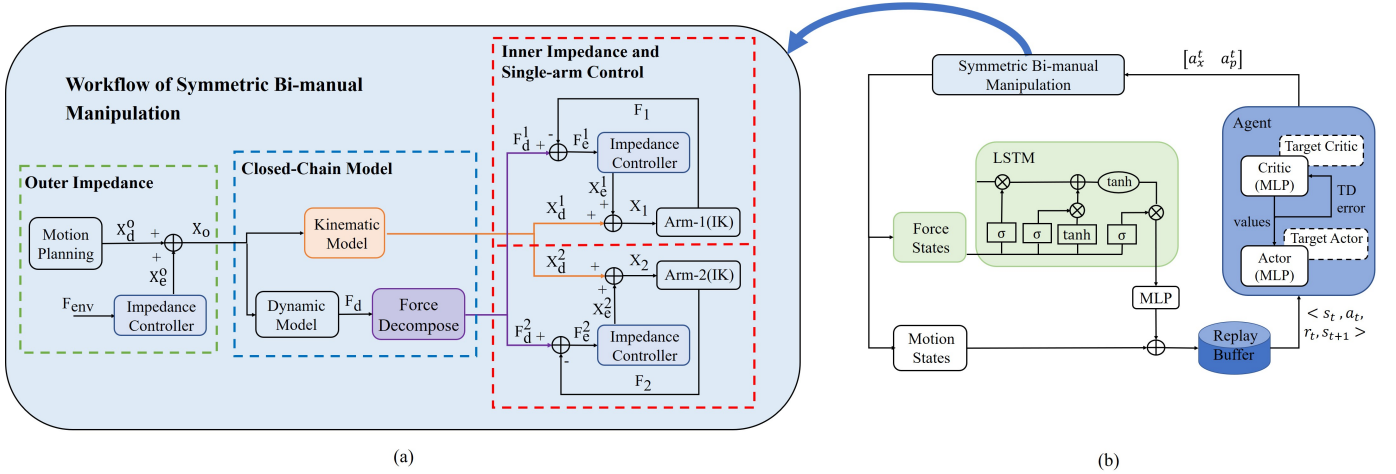 Workflow of Symmetric Bi-manual
Manipulation
Outer Impedance
Motion
Planning
X_d^o
+
+
X_e^o
X_o
F_env
Impedance
Controller
Closed-Chain Model
Kinematic
Model
Dynamic
Model
F_d
Force
Decompose
Inner Impedance and
Single-arm Control
F_1
F_d^1
+
-
F_e^1
Impedance
Controller
X_e^1
+
X_d^1
+
X_1
Arm-1(IK)
X_d^2
+
X_2
Arm-2(IK)
+
X_e^2
F_d^2
+
-
F_e^2
Impedance
Controller
F_2
(a)
Symmetric Bi-manual
Manipulation
[a_x^t a_p^t]
Agent
Target Critic
Critic
(MLP)
TD
error
values
Target Actor
Actor
(MLP)
LSTM
tanh
σ
σ
tanh
σ
Force
States
MLP
Motion
States
Replay
Buffer
< s_t , a_t,
r_t, s_{t+1} >
(b)